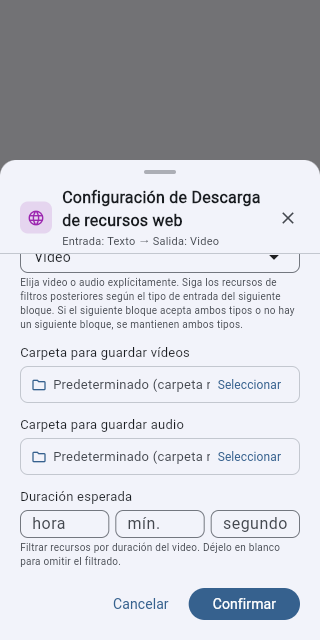 Configuración de Descarga
de recursos web
Entrada: Texto → Salida: Video
Video
Elija video o audio explícitamente. Siga los recursos de
filtros posteriores según el tipo de entrada del siguiente
bloque. Si el siguiente bloque acepta ambos tipos o no hay
un siguiente bloque, se mantienen ambos tipos.
Carpeta para guardar vídeos
Predeterminado (carpeta r Seleccionar
Carpeta para guardar audio
Predeterminado (carpeta r Seleccionar
Duración esperada
hora mín. segundo
Filtrar recursos por duración del video. Déjelo en blanco
para omitir el filtrado.
Cancelar Confirmar